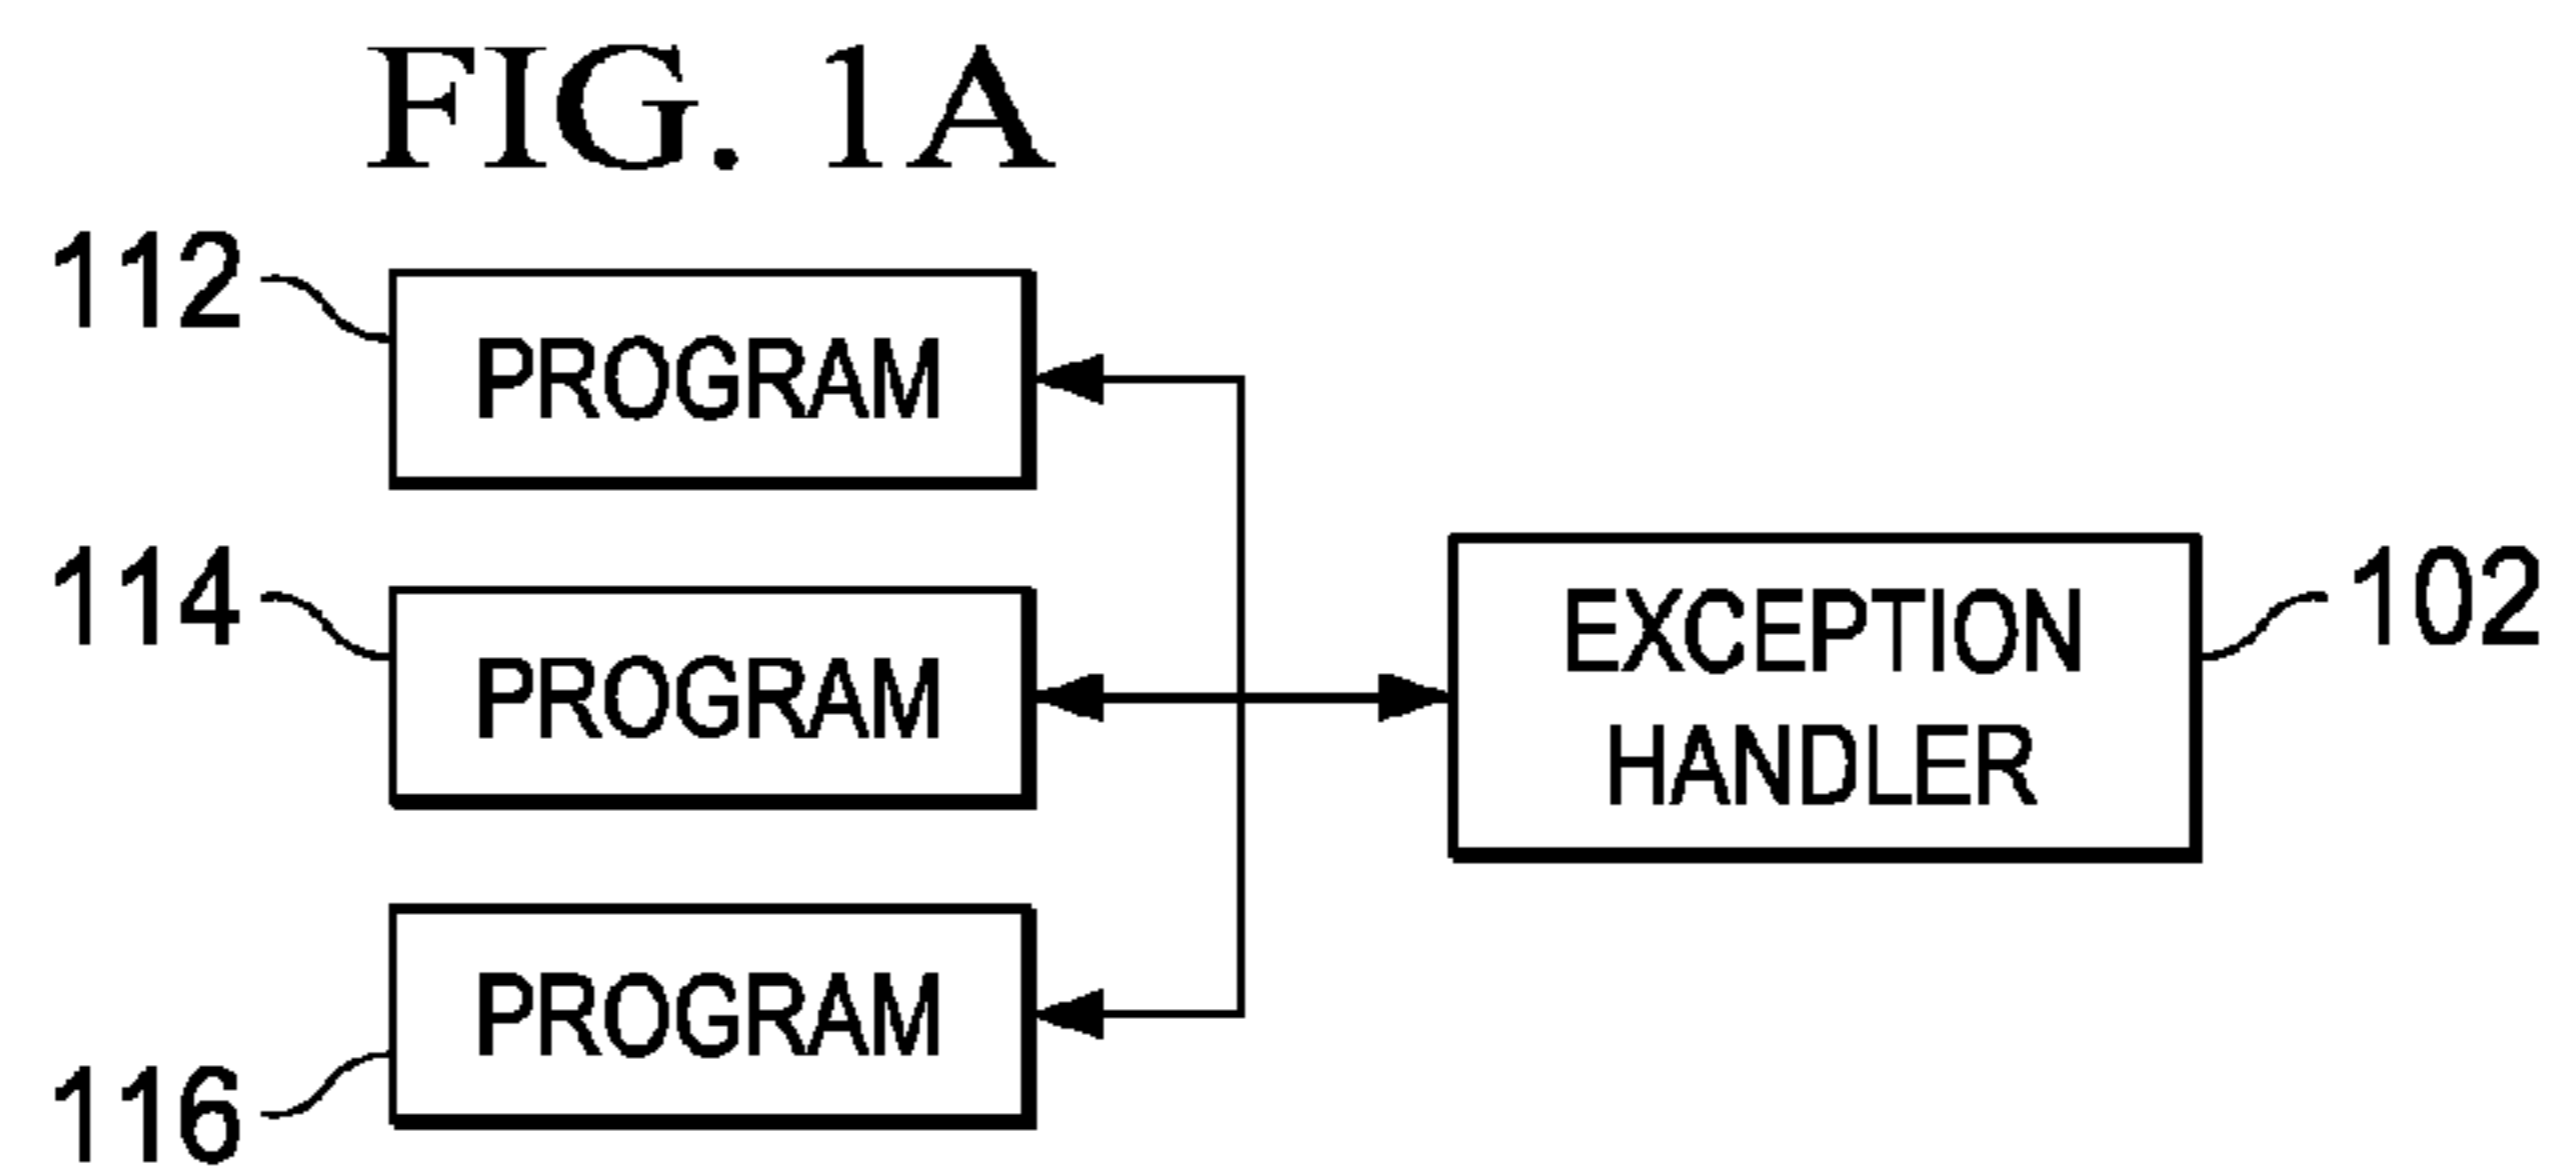 FIG. 1A
112
PROGRAM
114
PROGRAM
EXCEPTION
HANDLER
102
PROGRAM
116